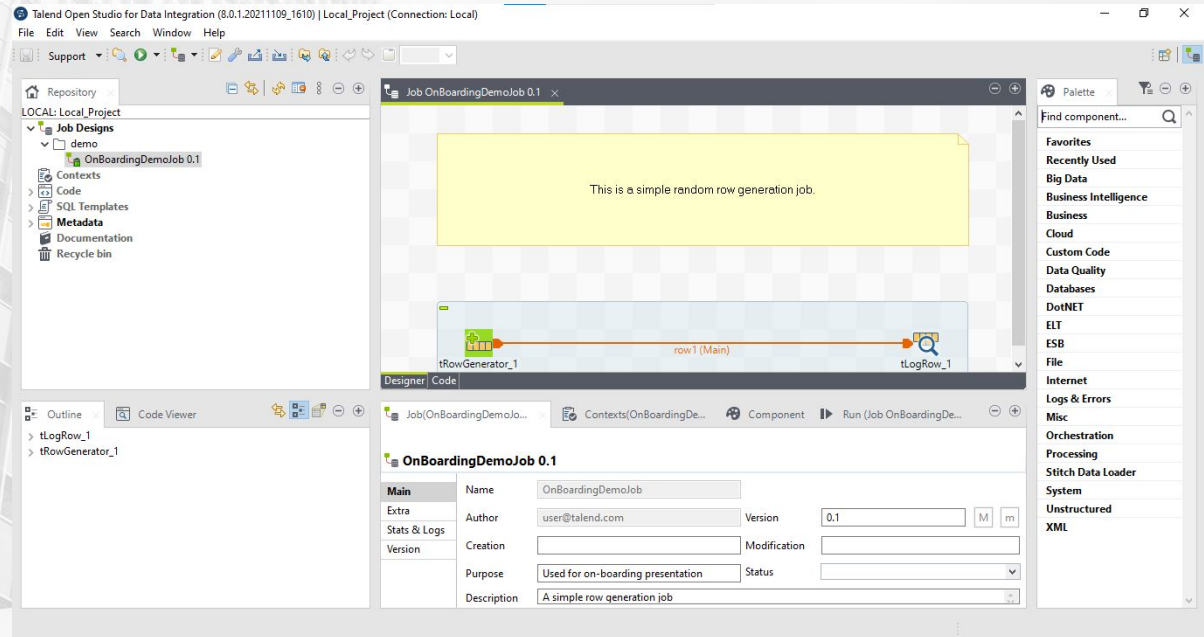 Talend Open Studio for Data Integration (8.0.1.20211109_1610) | Local_Project (Connection: Local)
File Edit View Search Window Help
Support
Repository
LOCAL: Local_Project
Job Designs
demo
OnBoardingDemoJob 0.1
Contexts
Code
SQL Templates
Metadata
Documentation
Recycle bin
Job OnBoardingDemoJob 0.1
This is a simple random row generation job.
row1 (Main)
tRowGenerator_1
tLogRow_1
Designer Code
Palette
Find component...
Favorites
Recently Used
Big Data
Business Intelligence
Business
Cloud
Custom Code
Data Quality
Databases
DotNET
ELT
ESB
File
Internet
Logs & Errors
Misc
Orchestration
Processing
Stitch Data Loader
System
Unstructured
XML
Outline
Code Viewer
tLogRow_1
tRowGenerator_1
Job(OnBoardingDemoJo...
Contexts(OnBoardingDe...
Component
Run (Job OnBoardingDe...
OnBoardingDemoJob 0.1
Main
Extra
Stats & Logs
Version
Name OnBoardingDemoJob
Author user@talend.com Version 0.1 M m
Creation Modification
Purpose Used for on-boarding presentation Status
Description A simple row generation job